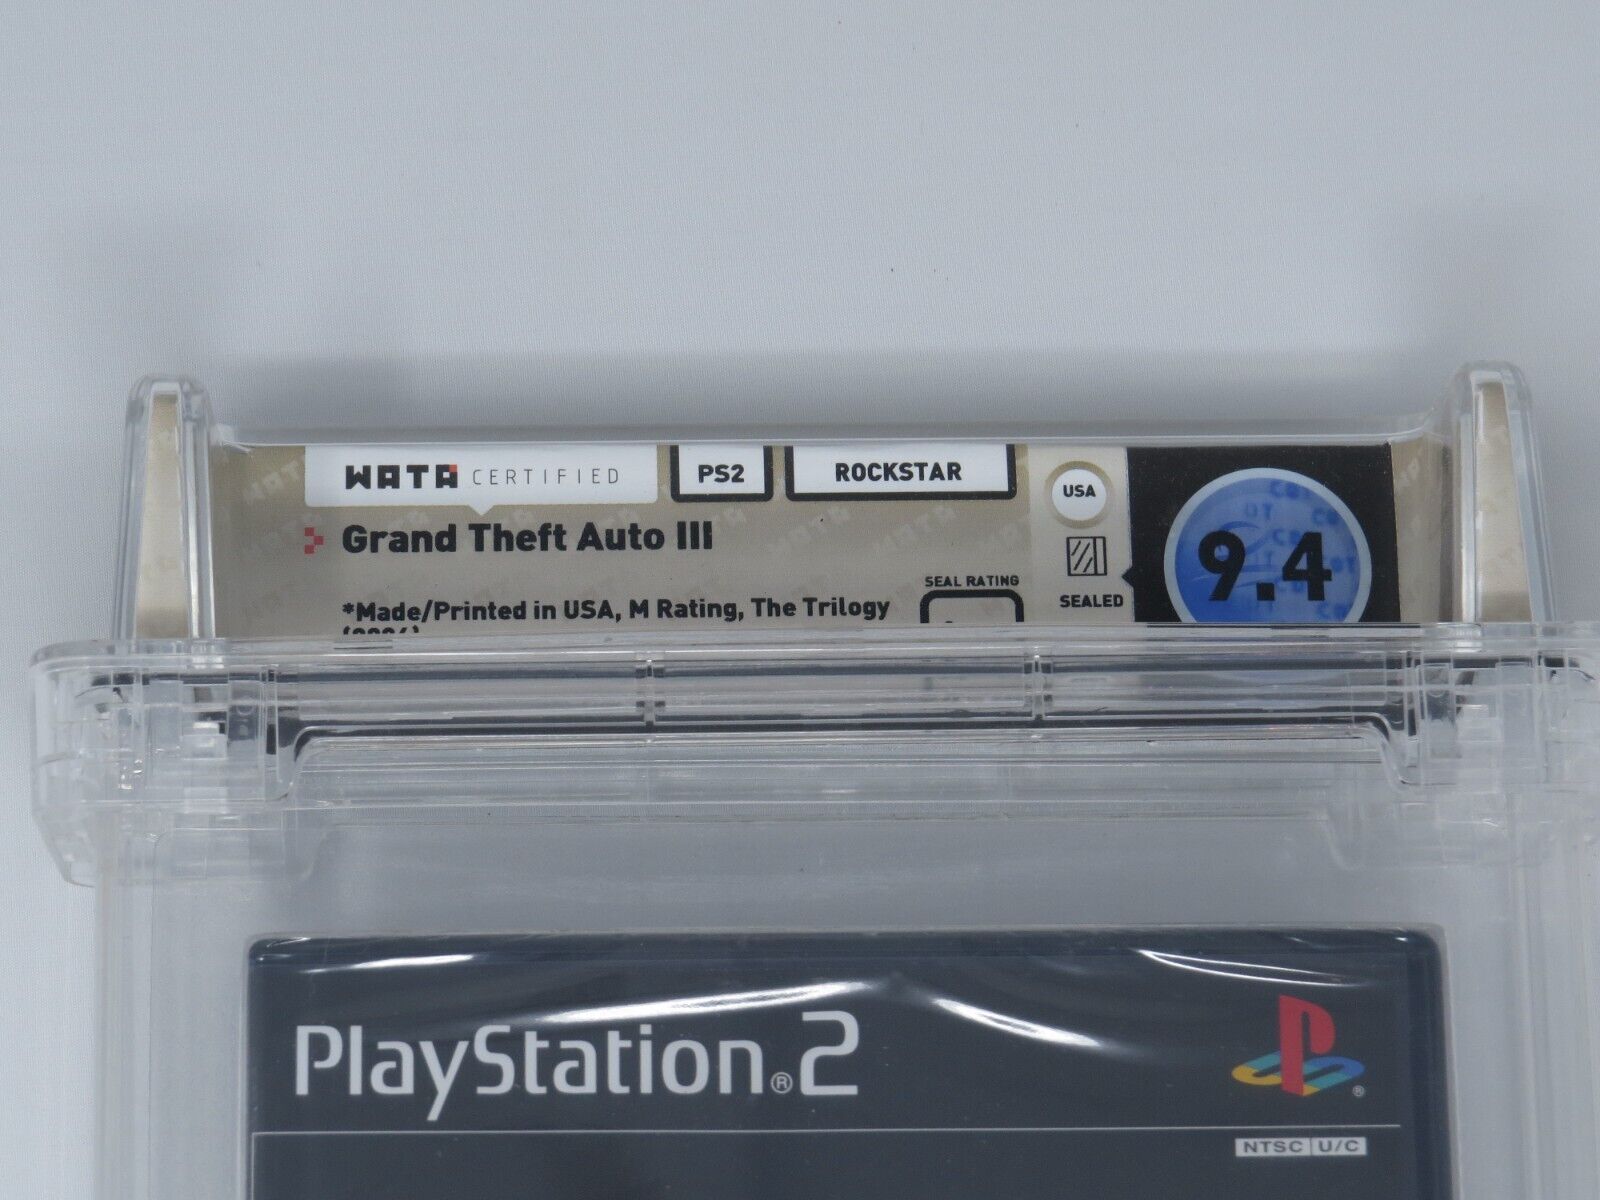 WATA CERTIFIED
PS2
ROCKSTAR
USA
Grand Theft Auto III
SEAL RATING
SEALED
9.4
*Made/Printed in USA, M Rating, The Trilogy
PlayStation®2
®
NTSC U/C